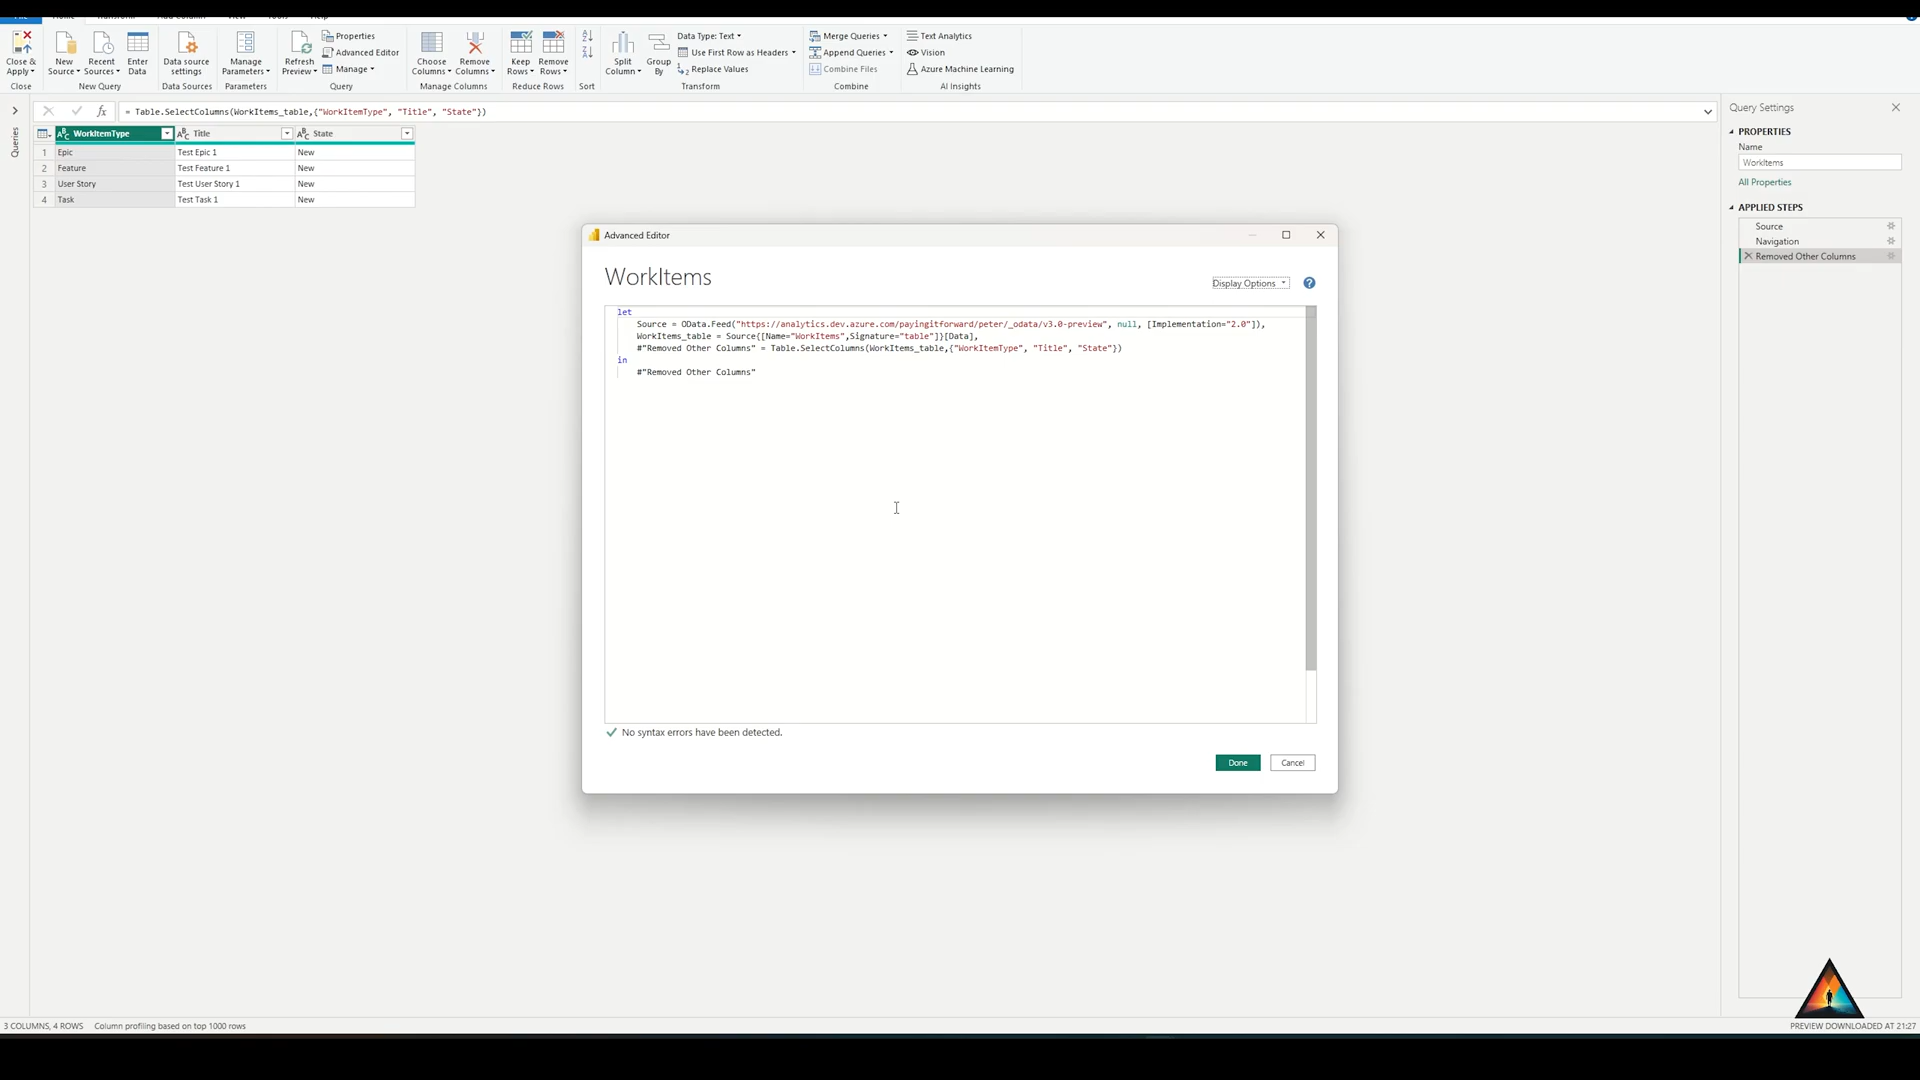 File Home Transform Add Column View Tools Help
Close & Apply
New Source
Recent Sources
Enter Data
Data source settings
Manage Parameters
Refresh Preview
Properties
Advanced Editor
Manage
Choose Columns
Remove Columns
Keep Rows
Remove Rows
Split Column
Group By
Data Type: Text
Use First Row as Headers
Replace Values
Merge Queries
Append Queries
Combine Files
Text Analytics
Vision
Azure Machine Learning
Close
New Query
Data Sources
Parameters
Query
Manage Columns
Reduce Rows
Sort
Transform
Combine
AI Insights
fx = Table.SelectColumns(WorkItems_table,{"WorkItemType", "Title", "State"})
Queries
WorkItemType Title State
1 Epic Test Epic 1 New
2 Feature Test Feature 1 New
3 User Story Test User Story 1 New
4 Task Test Task 1 New
Advanced Editor
WorkItems
Display Options
let
Source = OData.Feed("https://analytics.dev.azure.com/payingitforward/peter/_odata/v3.0-preview", null, [Implementation="2.0"]),
WorkItems_table = Source{[Name="WorkItems",Signature="table"]}[Data],
#"Removed Other Columns" = Table.SelectColumns(WorkItems_table,{"WorkItemType", "Title", "State"})
in
#"Removed Other Columns"
No syntax errors have been detected.
Done Cancel
Query Settings
PROPERTIES
Name
WorkItems
All Properties
APPLIED STEPS
Source
Navigation
Removed Other Columns
3 COLUMNS, 4 ROWS Column profiling based on top 1000 rows
PREVIEW DOWNLOADED AT 21:27